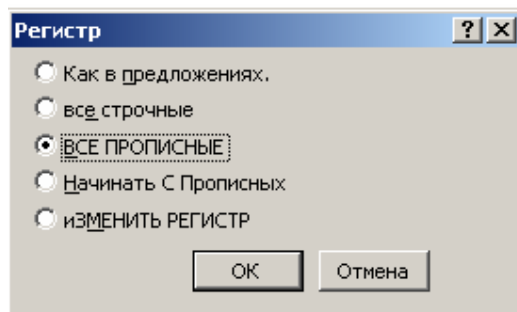 Регистр
Как в предложениях.
все строчные
ВСЕ ПРОПИСНЫЕ
Начинать С Прописных
иЗМЕНИТЬ РЕГИСТР
ОК Отмена